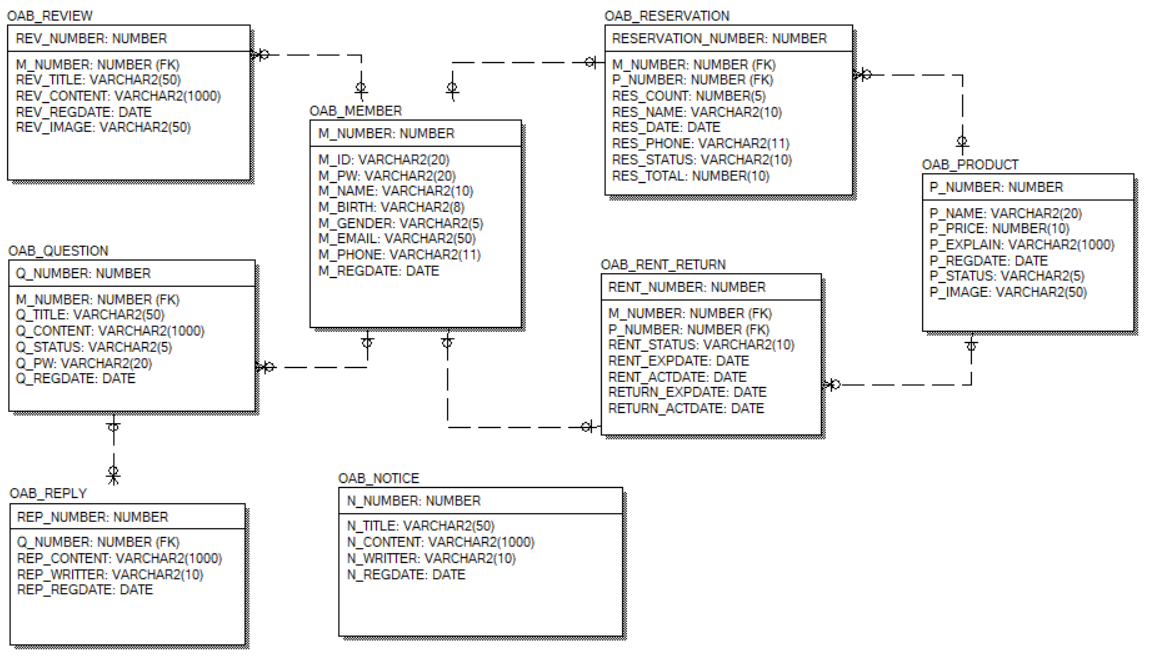 OAB_REVIEW
REV_NUMBER: NUMBER
M_NUMBER: NUMBER (FK)
REV_TITLE: VARCHAR2(50)
REV_CONTENT: VARCHAR2(1000)
REV_REGDATE: DATE
REV_IMAGE: VARCHAR2(50)
OAB_MEMBER
M_NUMBER: NUMBER
M_ID: VARCHAR2(20)
M_PW: VARCHAR2(20)
M_NAME: VARCHAR2(10)
M_BIRTH: VARCHAR2(8)
M_GENDER: VARCHAR2(5)
M_EMAIL: VARCHAR2(50)
M_PHONE: VARCHAR2(11)
M_REGDATE: DATE
OAB_RESERVATION
RESERVATION_NUMBER: NUMBER
M_NUMBER: NUMBER (FK)
P_NUMBER: NUMBER (FK)
RES_COUNT: NUMBER(5)
RES_NAME: VARCHAR2(10)
RES_DATE: DATE
RES_PHONE: VARCHAR2(11)
RES_STATUS: VARCHAR2(10)
RES_TOTAL: NUMBER(10)
OAB_PRODUCT
P_NUMBER: NUMBER
P_NAME: VARCHAR2(20)
P_PRICE: NUMBER(10)
P_EXPLAIN: VARCHAR2(1000)
P_REGDATE: DATE
P_STATUS: VARCHAR2(5)
P_IMAGE: VARCHAR2(50)
OAB_QUESTION
Q_NUMBER: NUMBER
M_NUMBER: NUMBER (FK)
Q_TITLE: VARCHAR2(50)
Q_CONTENT: VARCHAR2(1000)
Q_STATUS: VARCHAR2(5)
Q_PW: VARCHAR2(20)
Q_REGDATE: DATE
OAB_RENT_RETURN
RENT_NUMBER: NUMBER
M_NUMBER: NUMBER (FK)
P_NUMBER: NUMBER (FK)
RENT_STATUS: VARCHAR2(10)
RENT_EXPDATE: DATE
RENT_ACTDATE: DATE
RETURN_EXPDATE: DATE
RETURN_ACTDATE: DATE
OAB_REPLY
REP_NUMBER: NUMBER
Q_NUMBER: NUMBER (FK)
REP_CONTENT: VARCHAR2(1000)
REP_WRITTER: VARCHAR2(10)
REP_REGDATE: DATE
OAB_NOTICE
N_NUMBER: NUMBER
N_TITLE: VARCHAR2(50)
N_CONTENT: VARCHAR2(1000)
N_WRITTER: VARCHAR2(10)
N_REGDATE: DATE